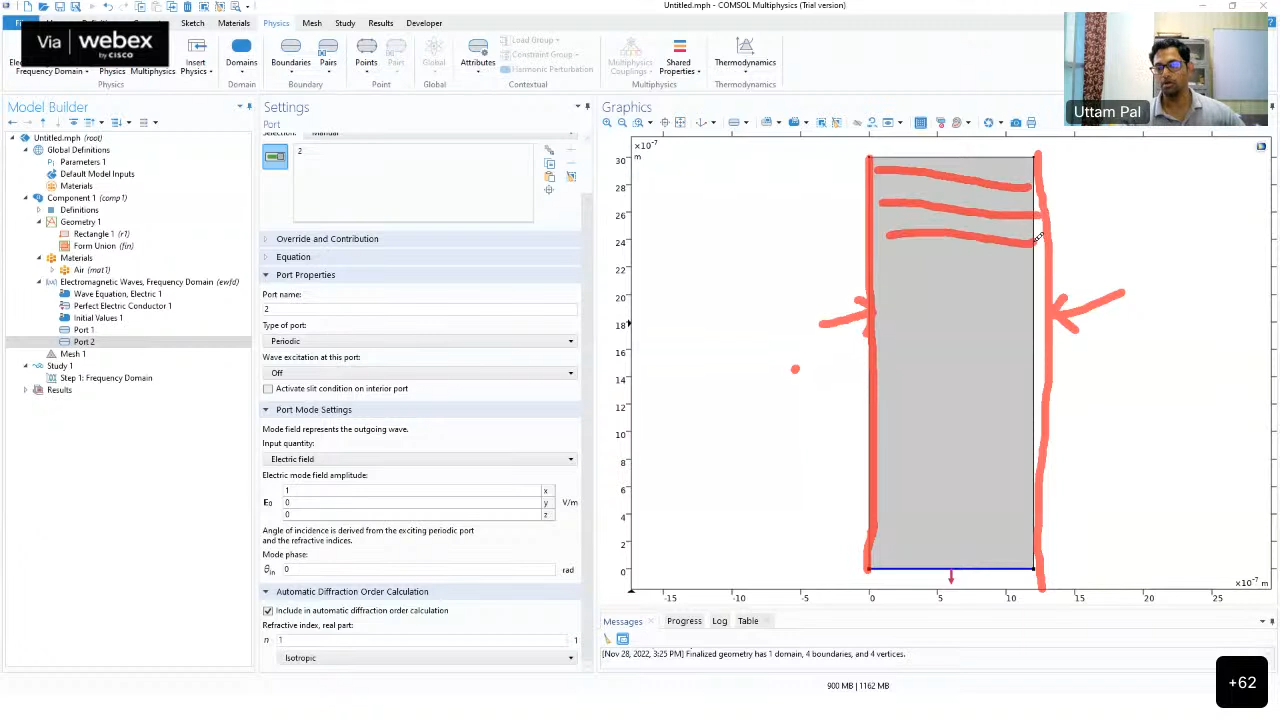 Untitled.mph - COMSOL Multiphysics (Trial version)
Via webex
by CISCO
Sketch Materials Physics Mesh Study Results Developer
Insert Physics
Domains
Boundaries
Pairs
Points
Pairs
Global
Attributes
Load Group
Constraint Group
Harmonic Perturbation
Multiphysics Couplings
Shared Properties
Thermodynamics
Frequency Domain Physics Multiphysics
Physics Boundary Global Contextual Multiphysics Thermodynamics
Uttam Pal
Model Builder
Untitled.mph (root)
Global Definitions
Parameters 1
Default Model Inputs
Materials
Component 1 (comp1)
Definitions
Geometry 1
Rectangle 1 (r1)
Form Union (fin)
Materials
Air (mat1)
Electromagnetic Waves, Frequency Domain (ewfd)
Wave Equation, Electric 1
Perfect Electric Conductor 1
Initial Values 1
Port 1
Port 2
Mesh 1
Study 1
Step 1: Frequency Domain
Results
Settings
Port
Selection: Manual
2
Override and Contribution
Equation
Port Properties
Port name:
2
Type of port:
Periodic
Wave excitation at this port:
Off
Activate slit condition on interior port
Port Mode Settings
Mode field represents the outgoing wave.
Input quantity:
Electric field
Electric mode field amplitude:
1 x
E₀ 0 y V/m
0 z
Angle of incidence is derived from the exciting periodic port
and the refractive indices.
Mode phase:
θin 0 rad
Automatic Diffraction Order Calculation
Include in automatic diffraction order calculation
Refractive index, real part:
n 1 1
Isotropic
Graphics
×10⁻⁷
m
30
28
26
24
22
20
18
16
14
12
10
8
6
4
2
0
×10⁻⁷ m
-15 -10 -5 0 5 10 15 20 25
Messages Progress Log Table
[Nov 28, 2022, 3:25 PM] Finalized geometry has 1 domain, 4 boundaries, and 4 vertices.
900 MB | 1162 MB
+62